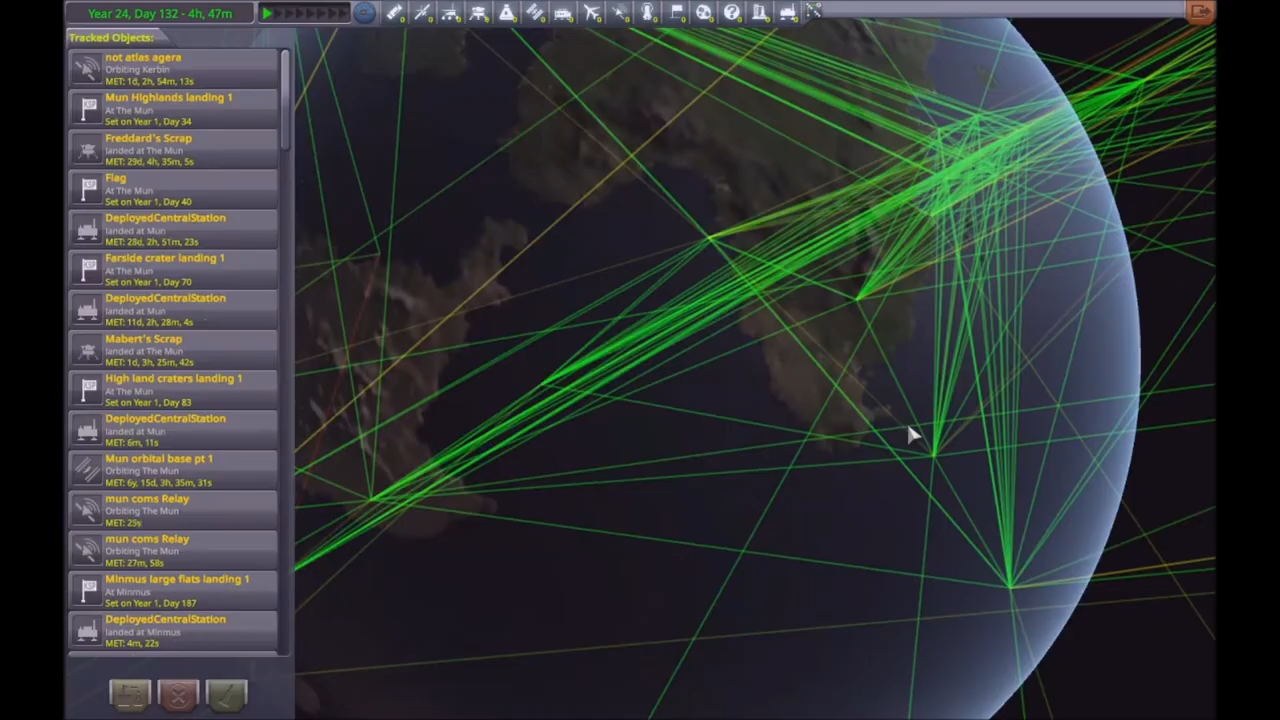 Year 24, Day 132 - 4h, 47m
Tracked Objects:
not atlas agera
Orbiting Kerbin
MET: 1d, 2h, 54m, 13s
Mun Highlands landing 1
At The Mun
Set on Year 1, Day 34
Freddard's Scrap
landed at The Mun
MET: 29d, 4h, 35m, 5s
Flag
At The Mun
Set on Year 1, Day 40
DeployedCentralStation
landed at Mun
MET: 28d, 2h, 51m, 23s
Farside crater landing 1
At The Mun
Set on Year 1, Day 70
DeployedCentralStation
landed at Mun
MET: 11d, 2h, 28m, 4s
Mabert's Scrap
landed at The Mun
MET: 1d, 3h, 25m, 42s
High land craters landing 1
At The Mun
Set on Year 1, Day 83
DeployedCentralStation
landed at Mun
MET: 6m, 11s
Mun orbital base pt 1
Orbiting The Mun
MET: 6y, 15d, 3h, 35m, 31s
mun coms Relay
Orbiting The Mun
MET: 29s
mun coms Relay
Orbiting The Mun
MET: 27m, 58s
Minmus large flats landing 1
At Minmus
Set on Year 1, Day 187
DeployedCentralStation
landed at Minmus
MET: 4m, 22s